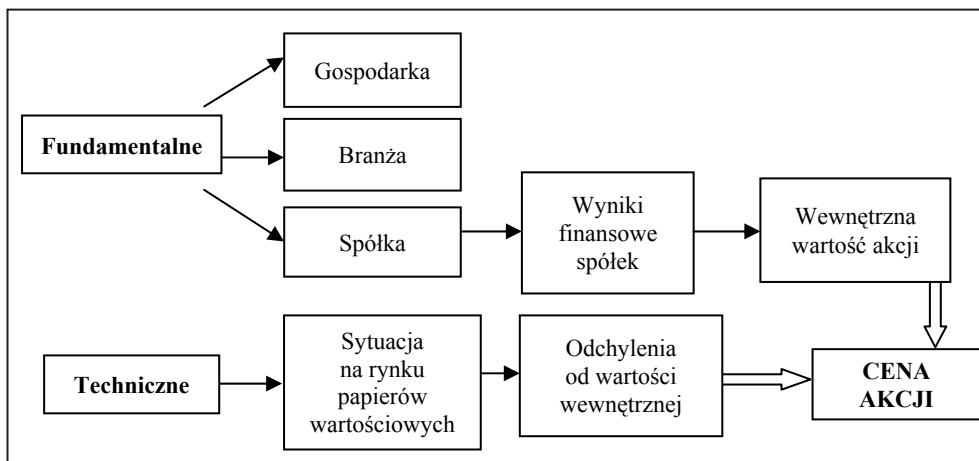 Gospodarka
Fundamentalne
Branża
Spółka
Wyniki
finansowe
spółek
Wewnętrzna
wartość akcji
Techniczne
Sytuacja
na rynku
papierów
wartościowych
Odchylenia
od wartości
wewnętrznej
CENA
AKCJI